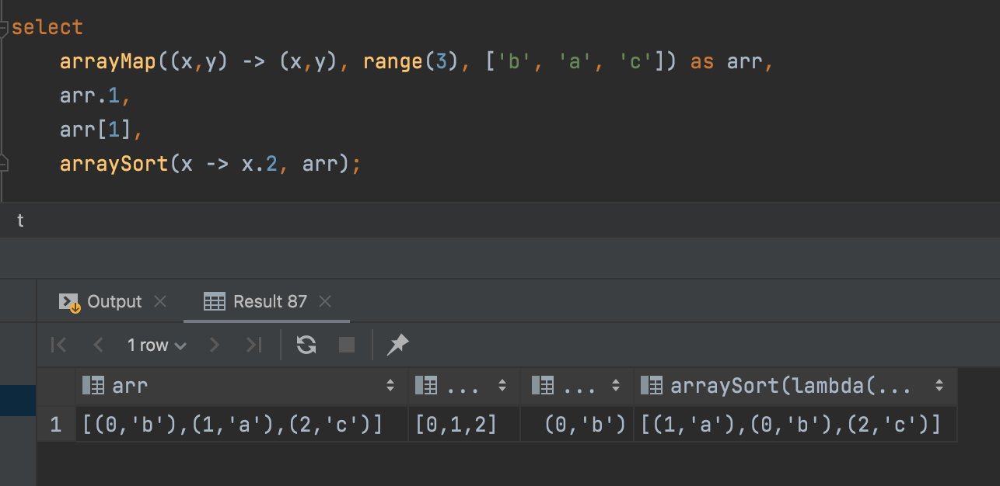 select
    arrayMap((x,y) -> (x,y), range(3), ['b', 'a', 'c']) as arr,
    arr.1,
    arr[1],
    arraySort(x -> x.2, arr);
t
Output Result 87
1 row
arr ... ... arraySort(lambda(...
1 [(0,'b'),(1,'a'),(2,'c')] [0,1,2] (0,'b') [(1,'a'),(0,'b'),(2,'c')]